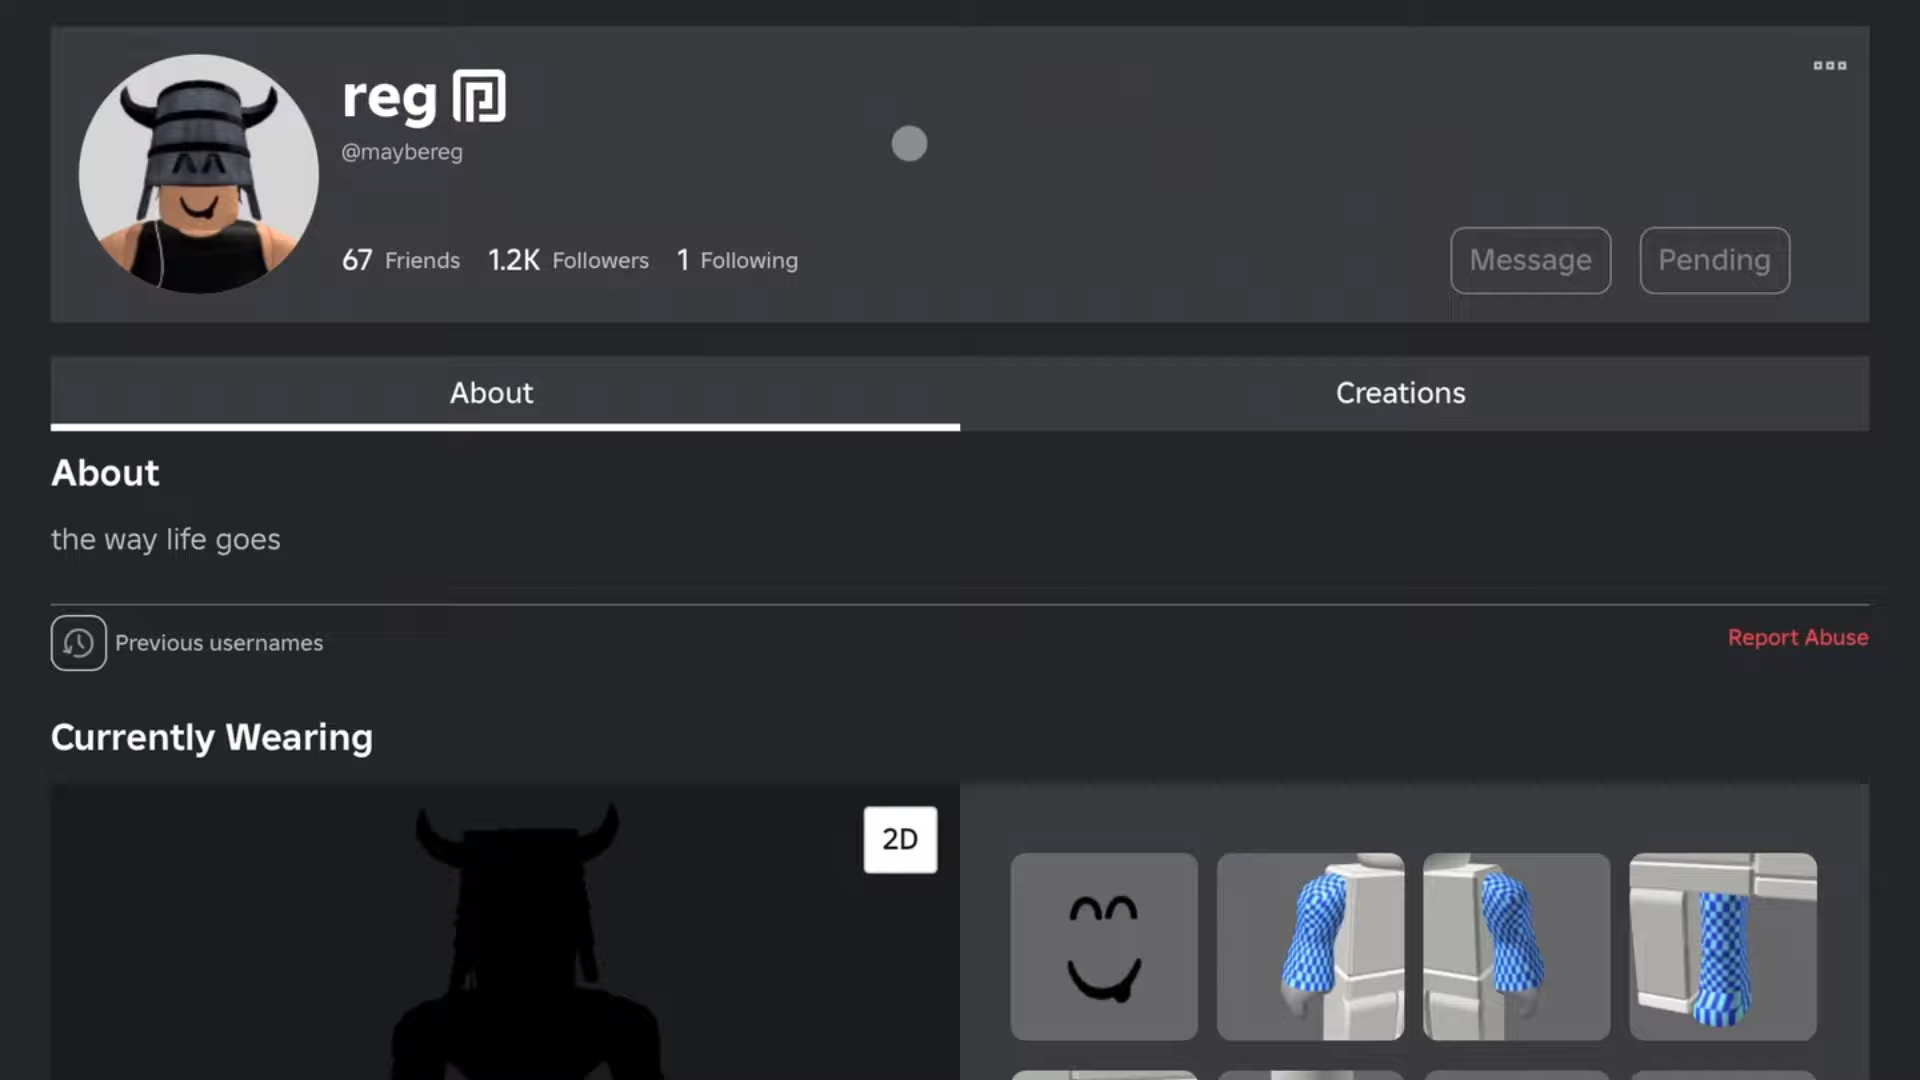 reg
@maybereg
67 Friends 1.2K Followers 1 Following
Message Pending
About Creations
About
the way life goes
Previous usernames
Report Abuse
Currently Wearing
2D